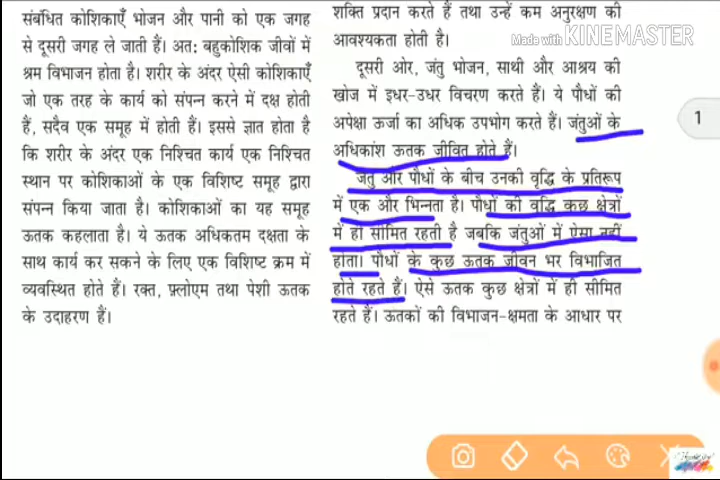 संबंधित कोशिकाएँ भोजन और पानी को एक जगह
से दूसरी जगह ले जाती हैं। अतः बहुकोशिक जीवों में
श्रम विभाजन होता है। शरीर के अंदर ऐसी कोशिकाएँ
जो एक तरह के कार्य को संपन्न करने में दक्ष होती
हैं, सदैव एक समूह में होती हैं। इससे ज्ञात होता है
कि शरीर के अंदर एक निश्चित कार्य एक निश्चित
स्थान पर कोशिकाओं के एक विशिष्ट समूह द्वारा
संपन्न किया जाता है। कोशिकाओं का यह समूह
ऊतक कहलाता है। ये ऊतक अधिकतम दक्षता के
साथ कार्य कर सकने के लिए एक विशिष्ट क्रम में
व्यवस्थित होते हैं। रक्त, फ़्लोएम तथा पेशी ऊतक
के उदाहरण हैं।
शक्ति प्रदान करते हैं तथा उन्हें कम अनुरक्षण की
आवश्यकता होती है।
दूसरी ओर, जंतु भोजन, साथी और आश्रय की
खोज में इधर-उधर विचरण करते हैं। ये पौधों की
अपेक्षा ऊर्जा का अधिक उपभोग करते हैं। जंतुओं के
अधिकांश ऊतक जीवित होते हैं।
जंतु और पौधों के बीच उनकी वृद्धि के प्रतिरूप
में एक और भिन्नता है। पौधों की वृद्धि कुछ क्षेत्रों
में ही सीमित रहती है जबकि जंतुओं में ऐसा नहीं
होता। पौधों के कुछ ऊतक जीवन भर विभाजित
होते रहते हैं। ऐसे ऊतक कुछ क्षेत्रों में ही सीमित
रहते हैं। ऊतकों की विभाजन-क्षमता के आधार पर
Made with KINEMASTER
1